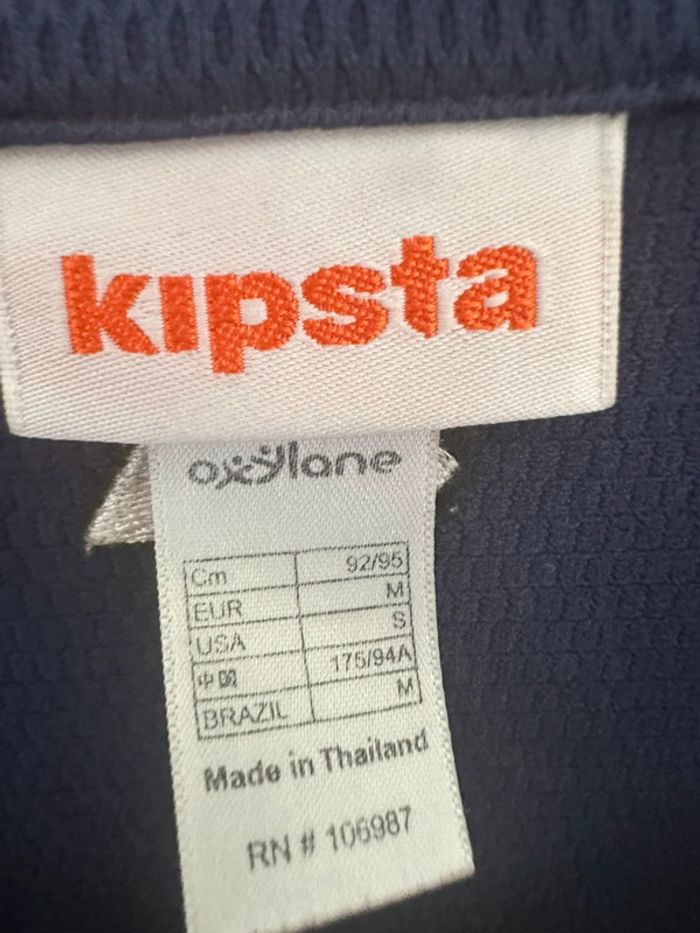 kipsta
oxylane
Cm 92/95
EUR M
USA S
中国 175/94A
BRAZIL M
Made in Thailand
RN # 106987